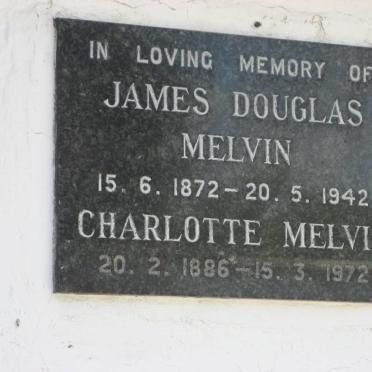 IN LOVING MEMORY OF
JAMES DOUGLAS
MELVIN
15. 6. 1872 – 20. 5. 1942
CHARLOTTE MELVI
20. 2. 1886 – 15. 3. 1972